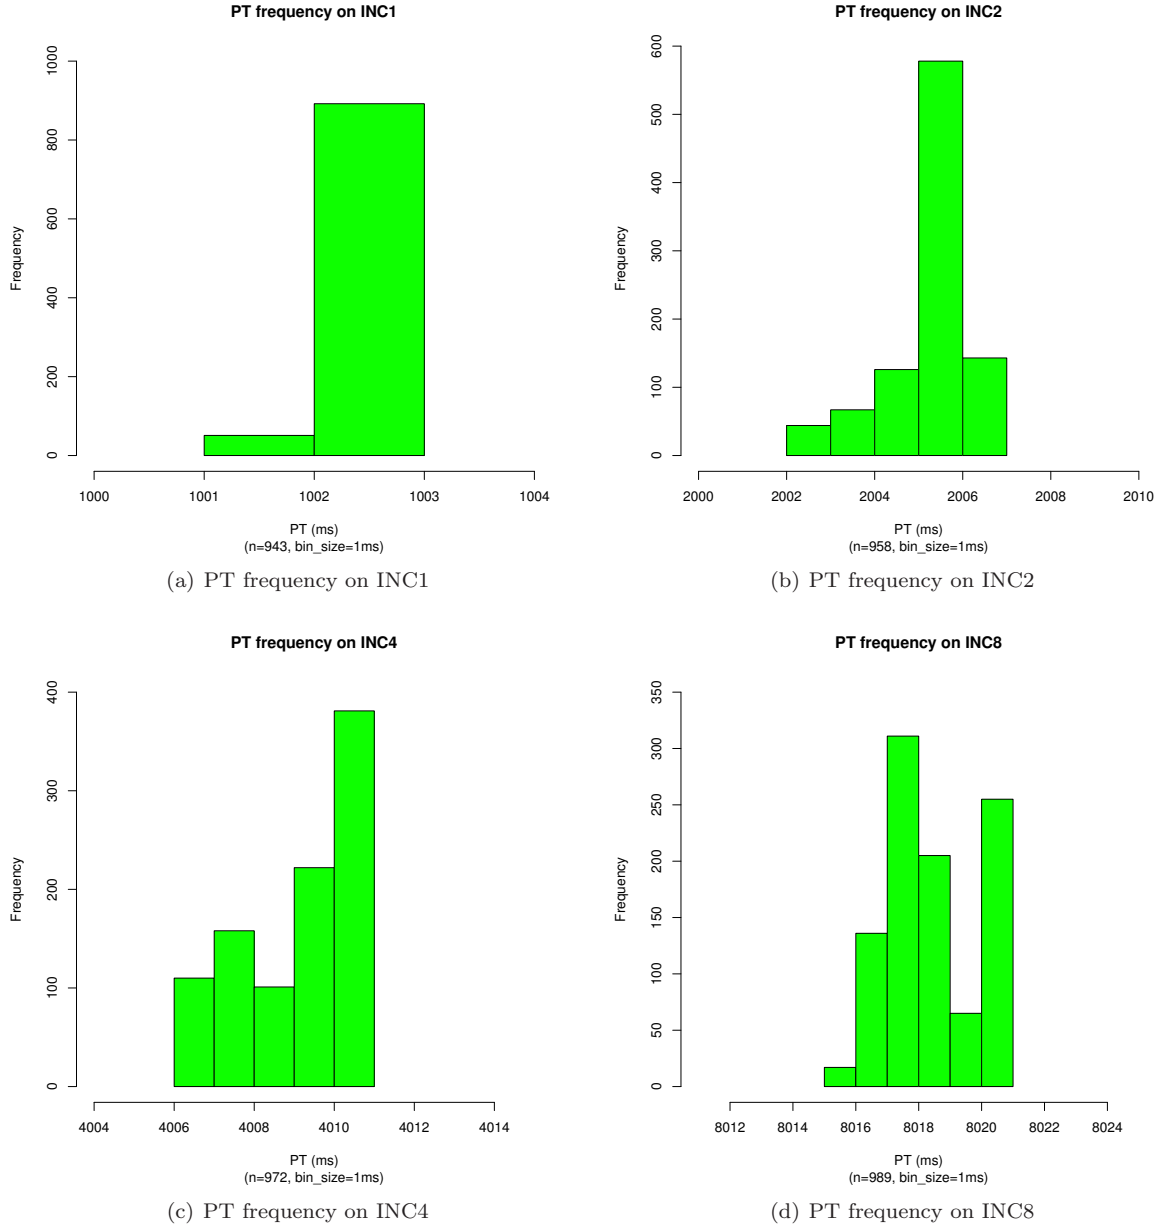 PT frequency on INC1
1000
800
600
400
200
0
Frequency
1000 1001 1002 1003 1004
PT (ms)
(n=943, bin_size=1ms)
(a) PT frequency on INC1
PT frequency on INC2
600
500
400
300
200
100
0
Frequency
2000 2002 2004 2006 2008 2010
PT (ms)
(n=958, bin_size=1ms)
(b) PT frequency on INC2
PT frequency on INC4
400
300
200
100
0
Frequency
4004 4006 4008 4010 4012 4014
PT (ms)
(n=972, bin_size=1ms)
(c) PT frequency on INC4
PT frequency on INC8
350
300
250
200
150
100
50
0
Frequency
8012 8014 8016 8018 8020 8022 8024
PT (ms)
(n=989, bin_size=1ms)
(d) PT frequency on INC8